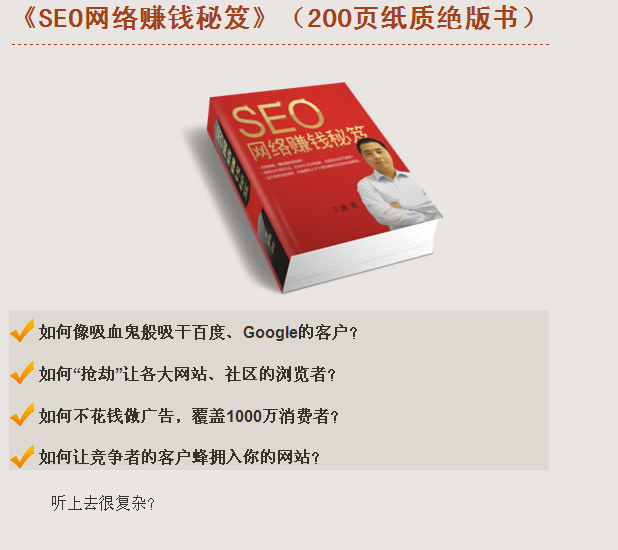 《SEO网络赚钱秘笈》（200页纸质绝版书）
SEO
网络赚钱秘笈
如何像吸血鬼般吸干百度、Google的客户？
如何“抢劫”让各大网站、社区的浏览者？
如何不花钱做广告，覆盖1000万消费者？
如何让竞争者的客户蜂拥入你的网站？
听上去很复杂？